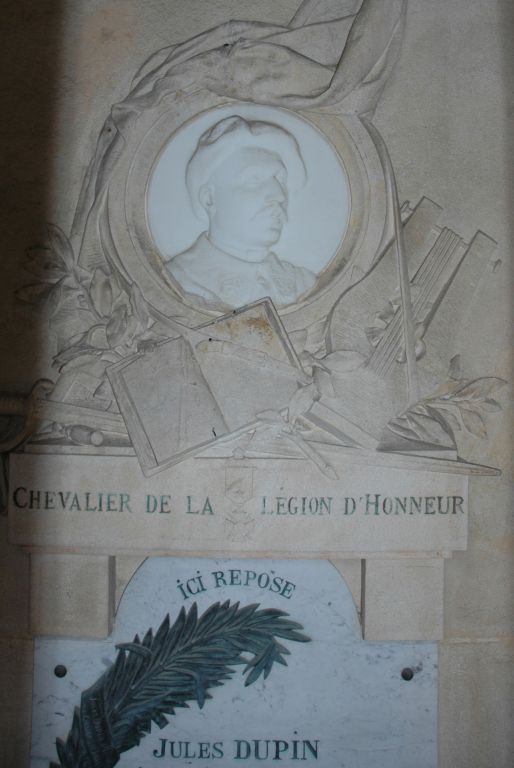 CHEVALIER DE LA LÉGION D'HONNEUR
ICI REPOSE
JULES DUPIN